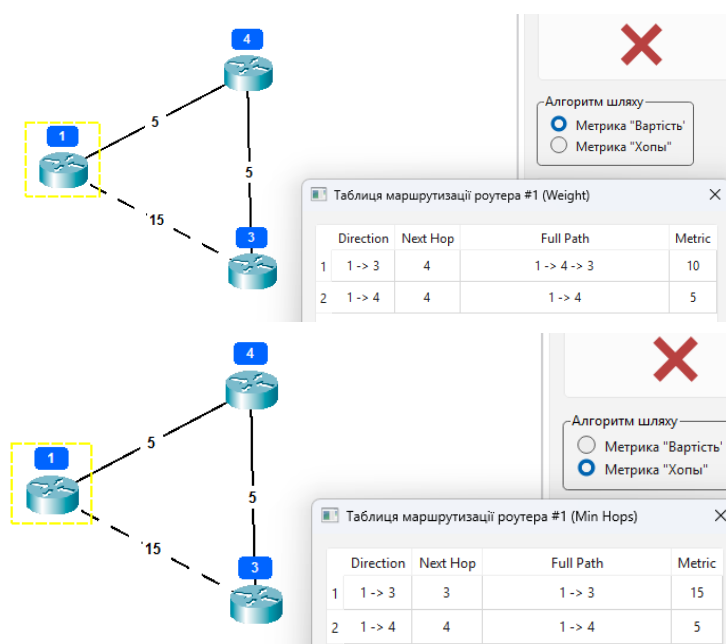 4
5
1
5
15
3
Алгоритм шляху
Метрика "Вартість'
Метрика "Хопы"
Таблиця маршрутизації роутера #1 (Weight)
Direction Next Hop Full Path Metric
1 1 -> 3 4 1 -> 4 -> 3 10
2 1 -> 4 4 1 -> 4 5
4
5
1
5
15
3
Алгоритм шляху
Метрика "Вартість'
Метрика "Хопы"
Таблиця маршрутизації роутера #1 (Min Hops)
Direction Next Hop Full Path Metric
1 1 -> 3 3 1 -> 3 15
2 1 -> 4 4 1 -> 4 5